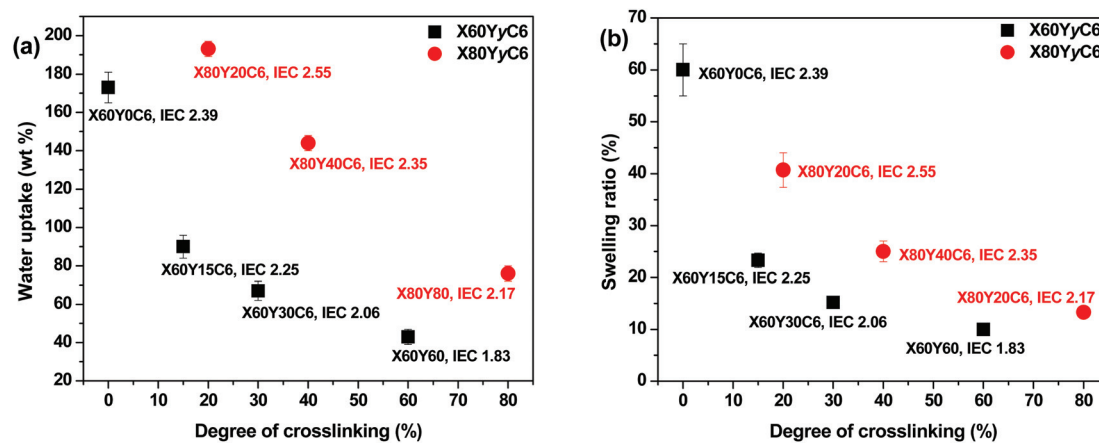 (a)
X60YyC6
X80YyC6
X80Y20C6, IEC 2.55
X60Y0C6, IEC 2.39
X80Y40C6, IEC 2.35
X60Y15C6, IEC 2.25
X80Y80, IEC 2.17
X60Y30C6, IEC 2.06
X60Y60, IEC 1.83
Water uptake (wt %)
200
180
160
140
120
100
80
60
40
20
0 10 20 30 40 50 60 70 80
Degree of crosslinking (%)
(b)
X60YyC6
X80YyC6
X60Y0C6, IEC 2.39
X80Y20C6, IEC 2.55
X80Y40C6, IEC 2.35
X60Y15C6, IEC 2.25
X80Y20C6, IEC 2.17
X60Y30C6, IEC 2.06
X60Y60, IEC 1.83
Swelling ratio (%)
70
60
50
40
30
20
10
0
0 10 20 30 40 50 60 70 80
Degree of crosslinking (%)